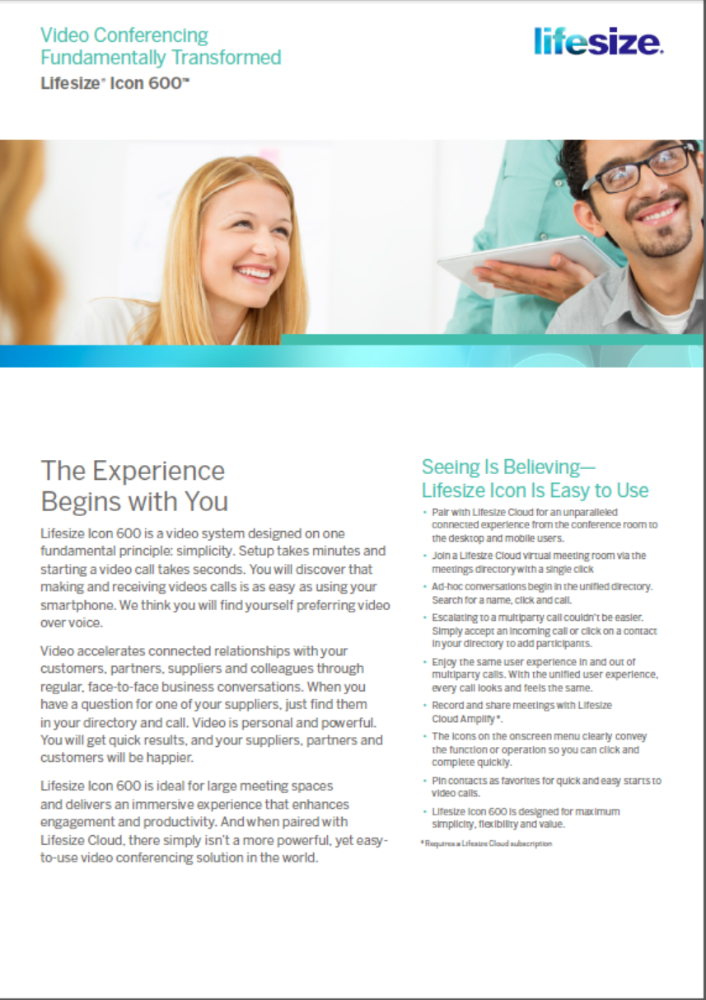 Video Conferencing
Fundamentally Transformed
Lifesize® Icon 600™
lifesize®
The Experience
Begins with You
Lifesize Icon 600 is a video system designed on one
fundamental principle: simplicity. Setup takes minutes and
starting a video call takes seconds. You will discover that
making and receiving videos calls is as easy as using your
smartphone. We think you will find yourself preferring video
over voice.
Video accelerates connected relationships with your
customers, partners, suppliers and colleagues through
regular, face-to-face business conversations. When you
have a question for one of your suppliers, just find them
in your directory and call. Video is personal and powerful.
You will get quick results, and your suppliers, partners and
customers will be happier.
Lifesize Icon 600 is ideal for large meeting spaces
and delivers an immersive experience that enhances
engagement and productivity. And when paired with
Lifesize Cloud, there simply isn't a more powerful, yet easy-
to-use video conferencing solution in the world.
Seeing Is Believing—
Lifesize Icon Is Easy to Use
• Pair with Lifesize Cloud for an unparalleled
connected experience from the conference room to
the desktop and mobile users.
• Join a Lifesize Cloud virtual meeting room via the
meetings directory with a single click
• Ad-hoc conversations begin in the unified directory.
Search for a name, click and call.
• Escalating to a multiparty call couldn't be easier.
Simply accept an incoming call or click on a contact
in your directory to add participants.
• Enjoy the same user experience in and out of
multiparty calls. With the unified user experience,
every call looks and feels the same.
• Record and share meetings with Lifesize
Cloud Amplify*.
• The icons on the onscreen menu clearly convey
the function or operation so you can click and
complete quickly.
• Pin contacts as favorites for quick and easy starts to
video calls.
• Lifesize Icon 600 is designed for maximum
simplicity, flexibility and value.
*Requires a Lifesize Cloud subscription